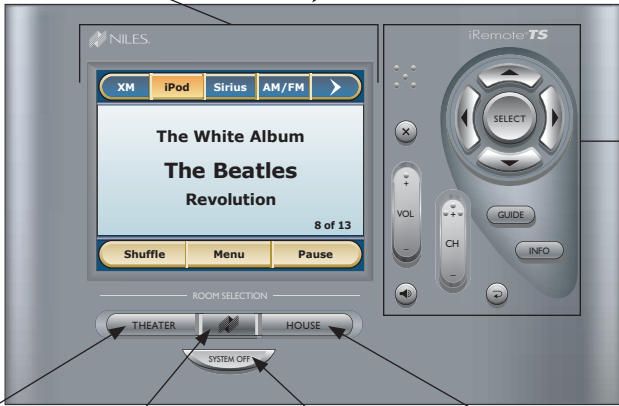 NILES.
iRemote TS
XM iPod Sirius AM/FM
The White Album
The Beatles
Revolution
8 of 13
Shuffle Menu Pause
SELECT
+
VOL
−
+
CH
−
GUIDE
INFO
ROOM SELECTION
THEATER HOUSE
SYSTEM OFF